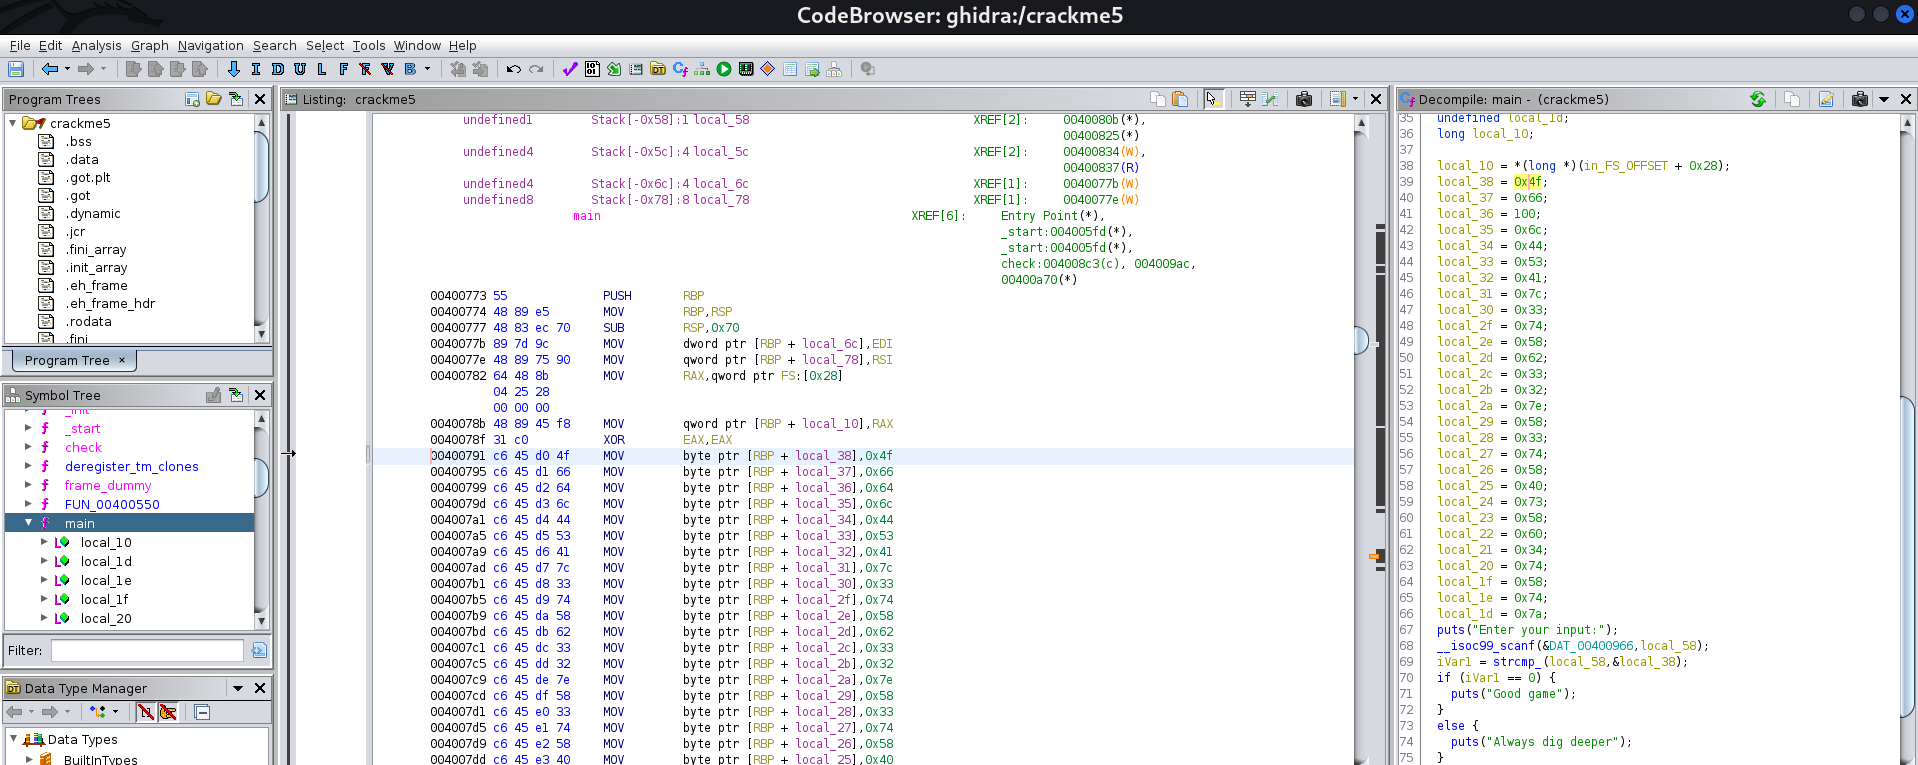 CodeBrowser: ghidra:/crackme5
File Edit Analysis Graph Navigation Search Select Tools Window Help
I D U L F F V B
Program Trees
crackme5
.bss
.data
.got.plt
.got
.dynamic
.jcr
.fini_array
.init_array
.eh_frame
.eh_frame_hdr
.rodata
.fini
Program Tree ×
Symbol Tree
_init
_start
check
deregister_tm_clones
frame_dummy
FUN_00400550
main
local_10
local_1d
local_1e
local_1f
local_20
Filter:
Data Type Manager
Data Types
BuiltInTypes
Listing: crackme5
undefined1 Stack[-0x58]:1 local_58 XREF[2]: 0040080b(*),
00400825(*)
undefined4 Stack[-0x5c]:4 local_5c XREF[2]: 00400834(W),
00400837(R)
undefined4 Stack[-0x6c]:4 local_6c XREF[1]: 0040077b(W)
undefined8 Stack[-0x78]:8 local_78 XREF[1]: 0040077e(W)
main XREF[6]: Entry Point(*),
_start:004005fd(*),
_start:004005fd(*),
check:004008c3(c), 004009ac,
00400a70(*)
00400773 55 PUSH RBP
00400774 48 89 e5 MOV RBP,RSP
00400777 48 83 ec 70 SUB RSP,0x70
0040077b 89 7d 9c MOV dword ptr [RBP + local_6c],EDI
0040077e 48 89 75 90 MOV qword ptr [RBP + local_78],RSI
00400782 64 48 8b MOV RAX,qword ptr FS:[0x28]
04 25 28
00 00 00
0040078b 48 89 45 f8 MOV qword ptr [RBP + local_10],RAX
0040078f 31 c0 XOR EAX,EAX
00400791 c6 45 d0 4f MOV byte ptr [RBP + local_38],0x4f
00400795 c6 45 d1 66 MOV byte ptr [RBP + local_37],0x66
00400799 c6 45 d2 64 MOV byte ptr [RBP + local_36],0x64
0040079d c6 45 d3 6c MOV byte ptr [RBP + local_35],0x6c
004007a1 c6 45 d4 44 MOV byte ptr [RBP + local_34],0x44
004007a5 c6 45 d5 53 MOV byte ptr [RBP + local_33],0x53
004007a9 c6 45 d6 41 MOV byte ptr [RBP + local_32],0x41
004007ad c6 45 d7 7c MOV byte ptr [RBP + local_31],0x7c
004007b1 c6 45 d8 33 MOV byte ptr [RBP + local_30],0x33
004007b5 c6 45 d9 74 MOV byte ptr [RBP + local_2f],0x74
004007b9 c6 45 da 58 MOV byte ptr [RBP + local_2e],0x58
004007bd c6 45 db 62 MOV byte ptr [RBP + local_2d],0x62
004007c1 c6 45 dc 33 MOV byte ptr [RBP + local_2c],0x33
004007c5 c6 45 dd 32 MOV byte ptr [RBP + local_2b],0x32
004007c9 c6 45 de 7e MOV byte ptr [RBP + local_2a],0x7e
004007cd c6 45 df 58 MOV byte ptr [RBP + local_29],0x58
004007d1 c6 45 e0 33 MOV byte ptr [RBP + local_28],0x33
004007d5 c6 45 e1 74 MOV byte ptr [RBP + local_27],0x74
004007d9 c6 45 e2 58 MOV byte ptr [RBP + local_26],0x58
004007dd c6 45 e3 40 MOV byte ptr [RBP + local_25],0x40
Decompile: main - (crackme5)
35 undefined local_1d;
36 long local_10;
37
38 local_10 = *(long *)(in_FS_OFFSET + 0x28);
39 local_38 = 0x4f;
40 local_37 = 0x66;
41 local_36 = 100;
42 local_35 = 0x6c;
43 local_34 = 0x44;
44 local_33 = 0x53;
45 local_32 = 0x41;
46 local_31 = 0x7c;
47 local_30 = 0x33;
48 local_2f = 0x74;
49 local_2e = 0x58;
50 local_2d = 0x62;
51 local_2c = 0x33;
52 local_2b = 0x32;
53 local_2a = 0x7e;
54 local_29 = 0x58;
55 local_28 = 0x33;
56 local_27 = 0x74;
57 local_26 = 0x58;
58 local_25 = 0x40;
59 local_24 = 0x73;
60 local_23 = 0x58;
61 local_22 = 0x60;
62 local_21 = 0x34;
63 local_20 = 0x74;
64 local_1f = 0x58;
65 local_1e = 0x74;
66 local_1d = 0x7a;
67 puts("Enter your input:");
68 __isoc99_scanf(&DAT_00400966,local_58);
69 iVar1 = strcmp_(local_58,&local_38);
70 if (iVar1 == 0) {
71 puts("Good game");
72 }
73 else {
74 puts("Always dig deeper");
75 }